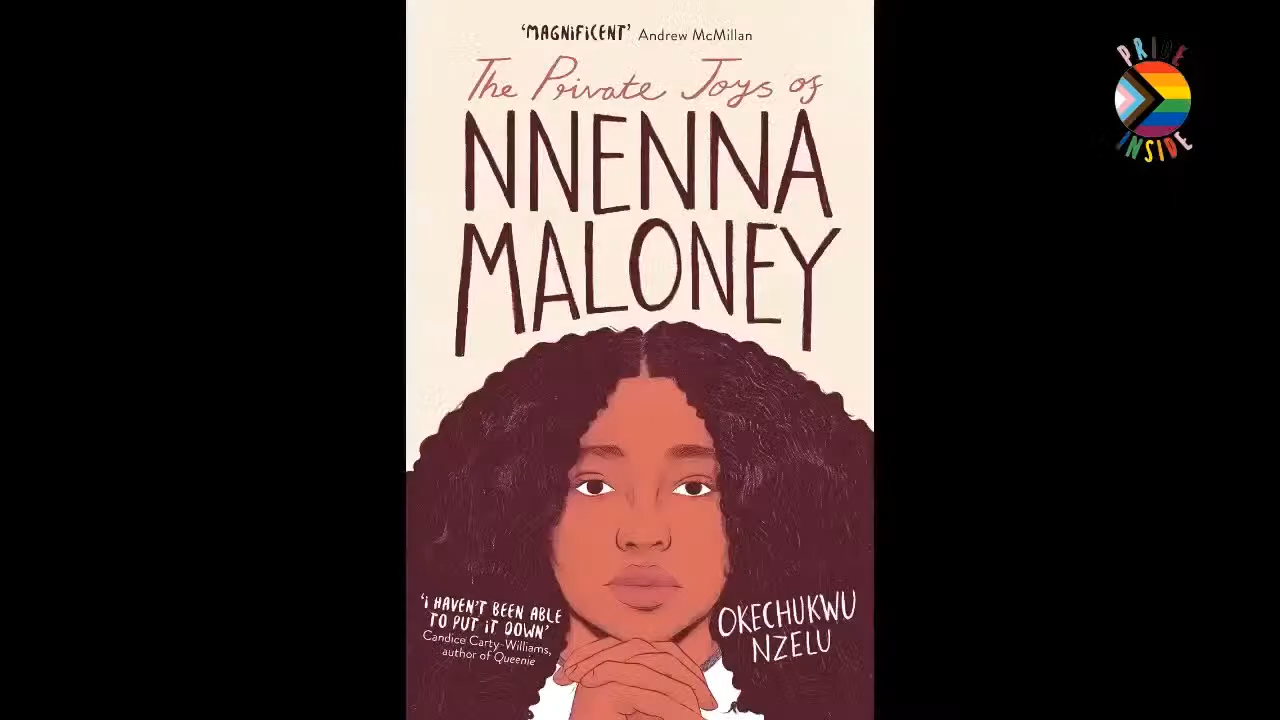 'MAGNiFiCENT' Andrew McMillan
The Private Joys of
NNENNA
MALONEY
'i HAVEN'T BEEN ABLE
TO PUT iT DOWN'
Candice Carty-Williams,
author of Queenie
OKECHUKWU
NZELU
PRIDE
INSIDE